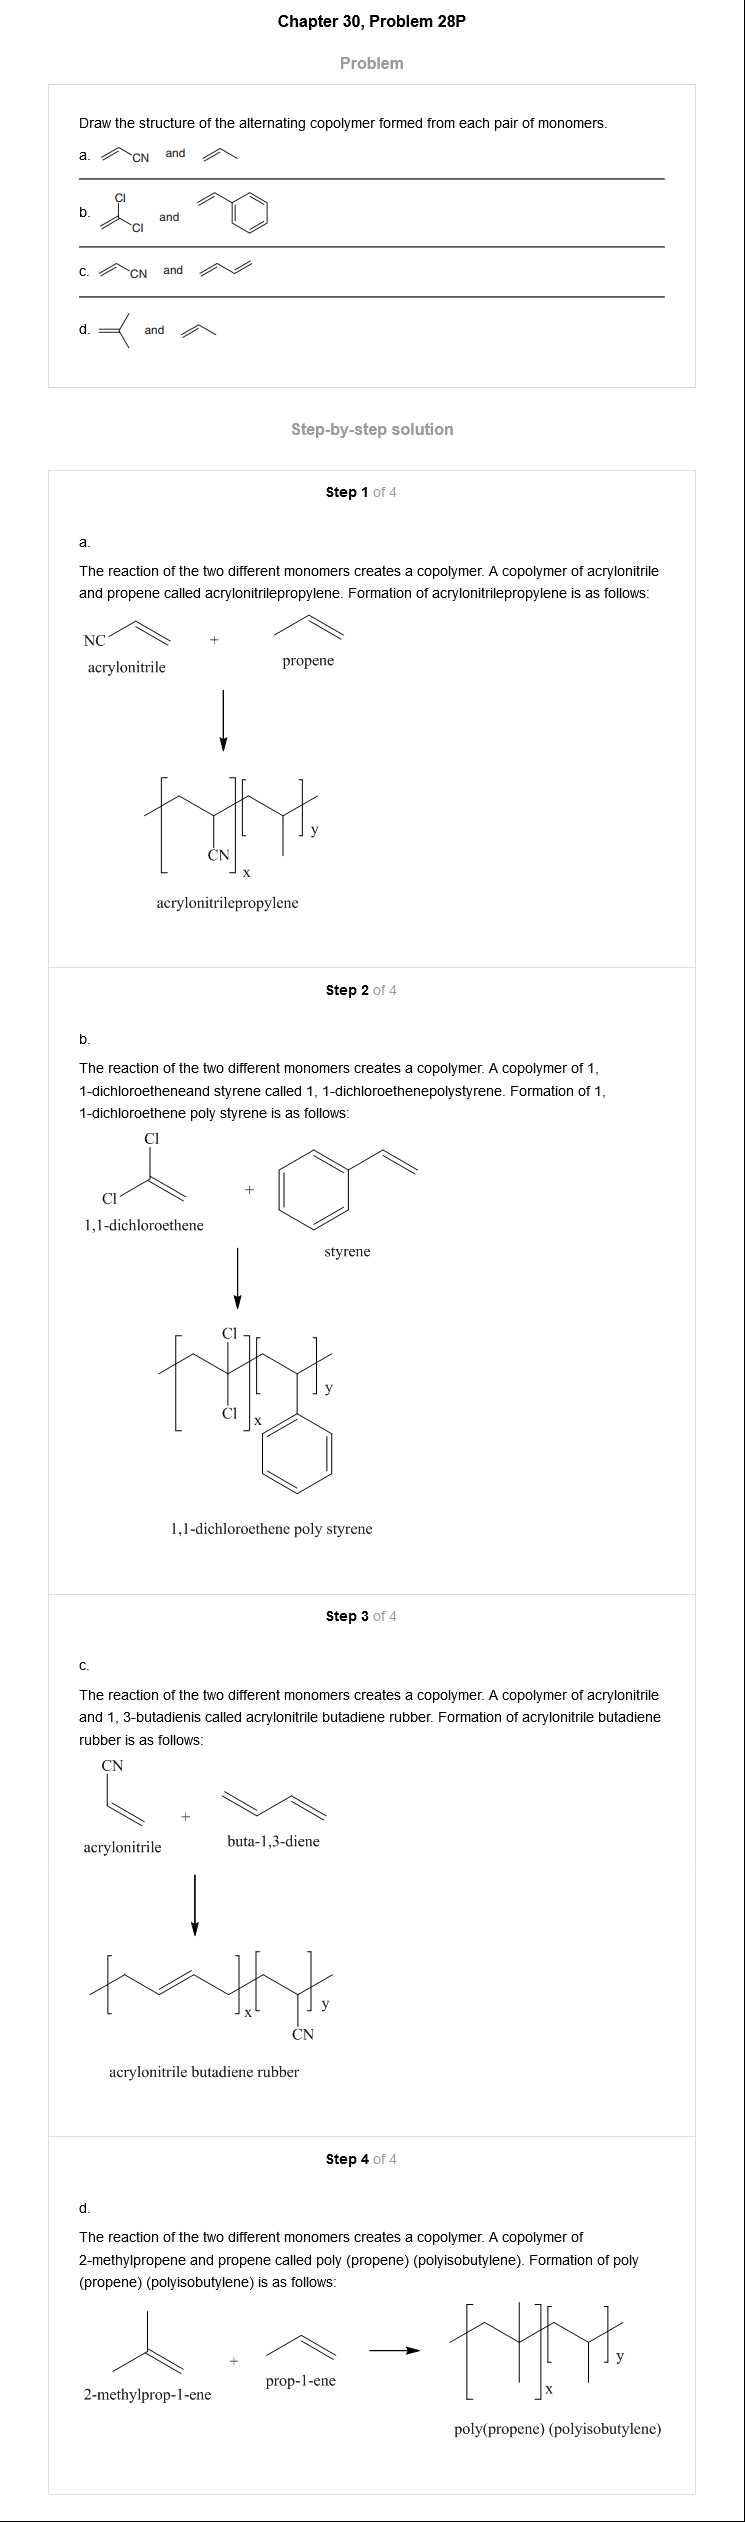 Chapter 30, Problem 28P
Problem
Draw the structure of the alternating copolymer formed from each pair of monomers.
a. CN and
b. Cl Cl and
c. CN and
d. and
Step-by-step solution
Step 1 of 4
a.
The reaction of the two different monomers creates a copolymer. A copolymer of acrylonitrile
and propene called acrylonitrilepropylene. Formation of acrylonitrilepropylene is as follows:
NC +
acrylonitrile propene
CN x y
acrylonitrilepropylene
Step 2 of 4
b.
The reaction of the two different monomers creates a copolymer. A copolymer of 1,
1-dichloroetheneand styrene called 1, 1-dichloroethenepolystyrene. Formation of 1,
1-dichloroethene poly styrene is as follows:
Cl
Cl +
1,1-dichloroethene
styrene
Cl
y
Cl x
1,1-dichloroethene poly styrene
Step 3 of 4
c.
The reaction of the two different monomers creates a copolymer. A copolymer of acrylonitrile
and 1, 3-butadienis called acrylonitrile butadiene rubber. Formation of acrylonitrile butadiene
rubber is as follows:
CN
+
acrylonitrile buta-1,3-diene
x y
CN
acrylonitrile butadiene rubber
Step 4 of 4
d.
The reaction of the two different monomers creates a copolymer. A copolymer of
2-methylpropene and propene called poly (propene) (polyisobutylene). Formation of poly
(propene) (polyisobutylene) is as follows:
+
y
2-methylprop-1-ene prop-1-ene
x
poly(propene) (polyisobutylene)